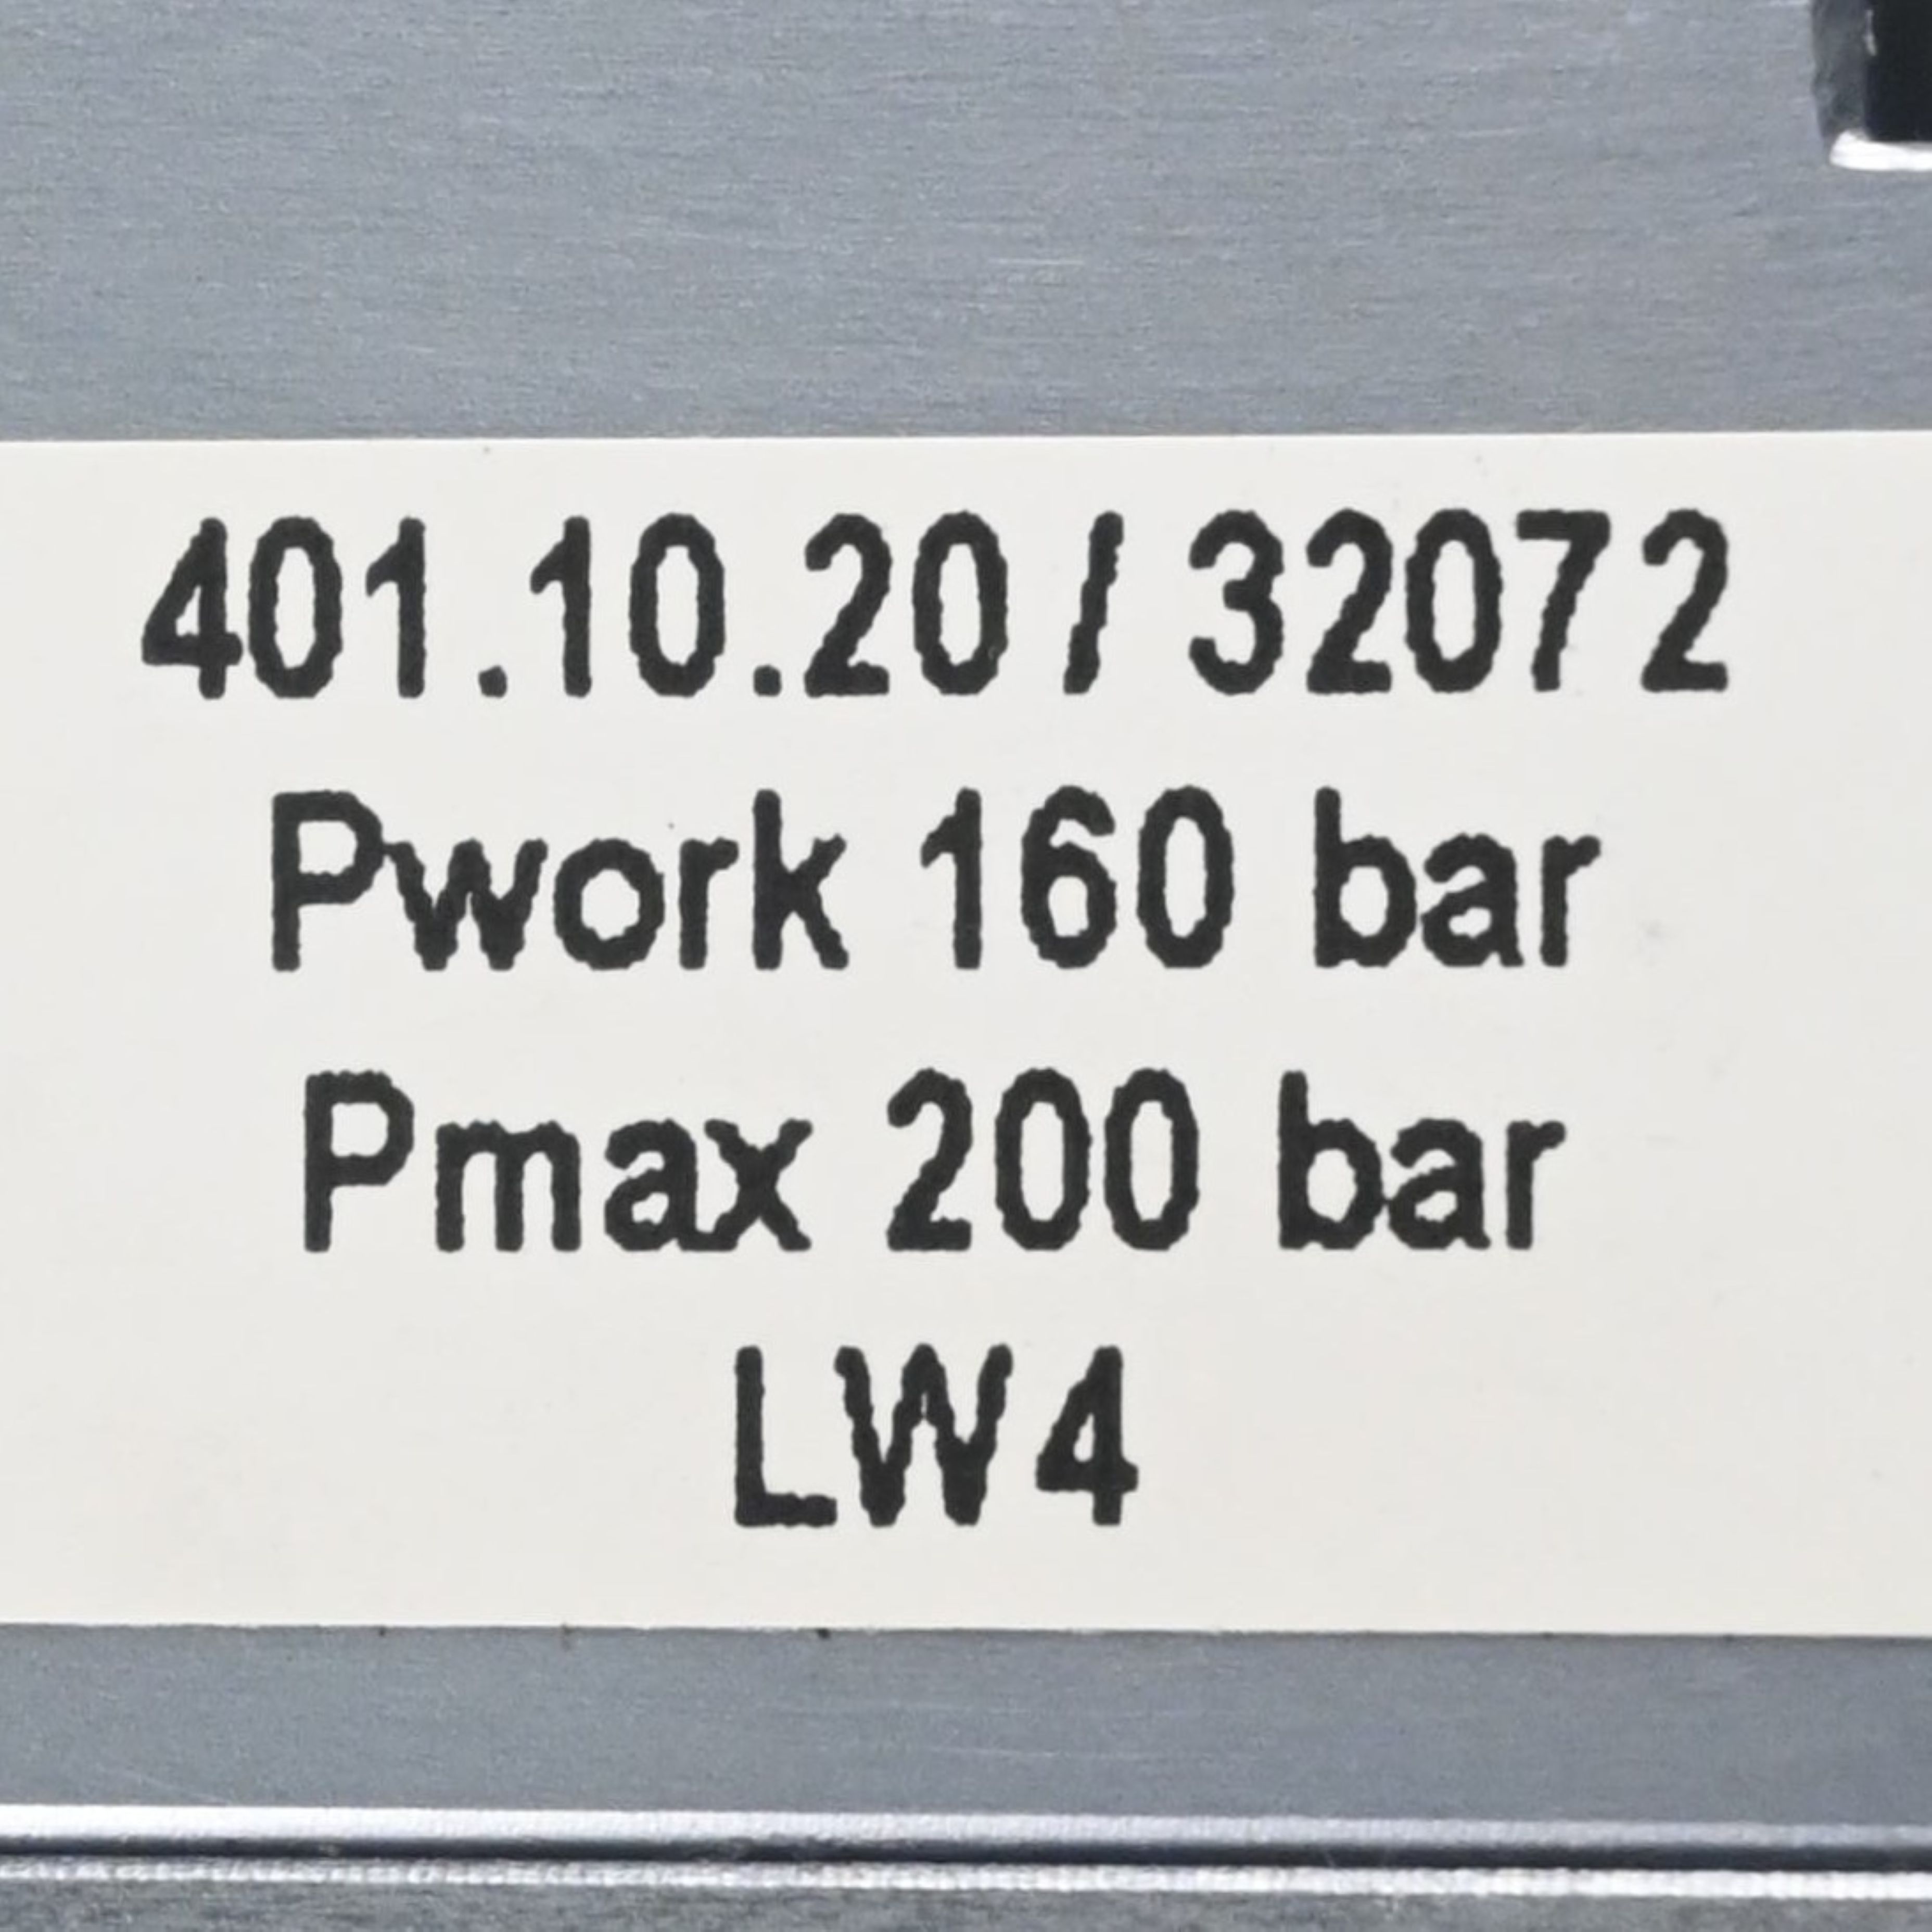 401.10.20 / 32072
Pwork 160 bar
Pmax 200 bar
LW4